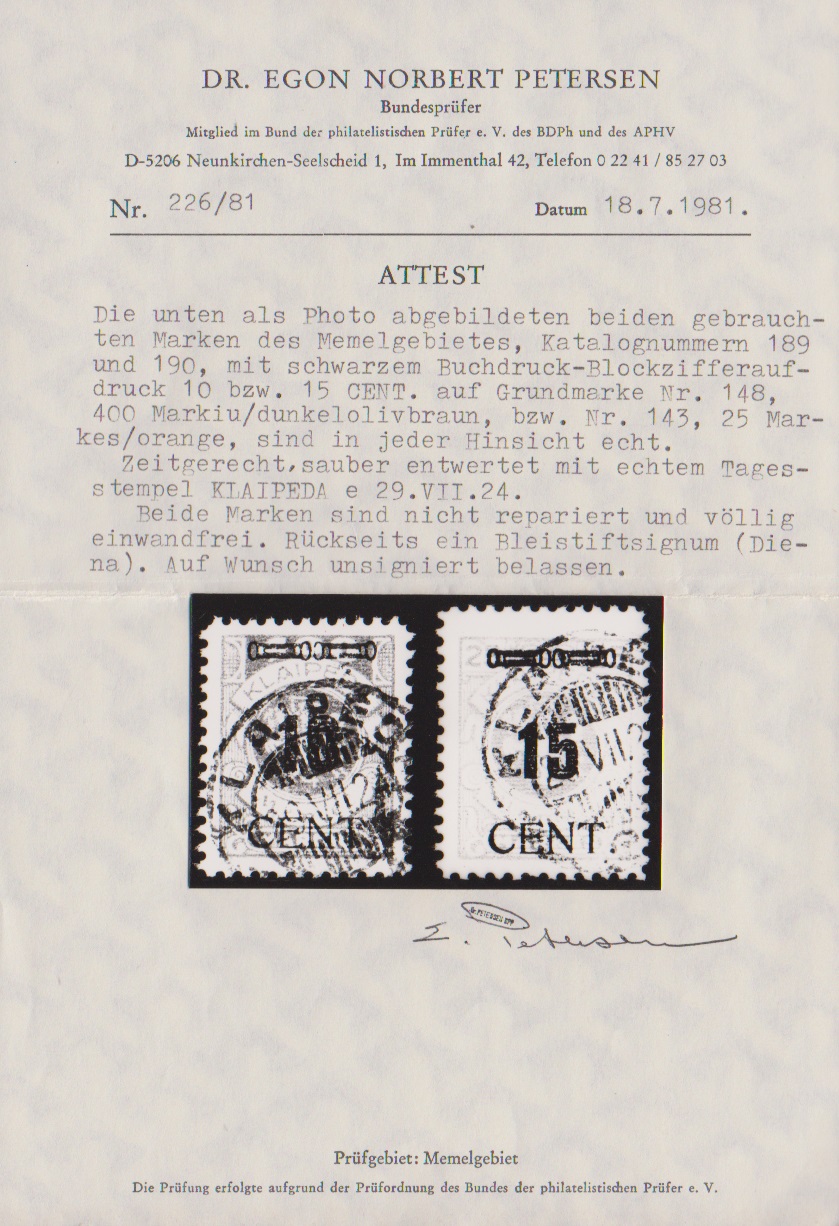 DR. EGON NORBERT PETERSEN
Bundesprüfer
Mitglied im Bund der philatelistischen Prüfer e. V. des BDPh und des APHV
D-5206 Neunkirchen-Seelscheid 1, Im Immenthal 42, Telefon 0 22 41 / 85 27 03
Nr. 226/81 Datum 18.7.1981.
ATTEST
Die unten als Photo abgebildeten beiden gebrauch-
ten Marken des Memelgebietes, Katalognummern 189
und 190, mit schwarzem Buchdruck-Blockzifferauf-
druck 10 bzw. 15 CENT. auf Grundmarke Nr. 148,
400 Markiu/dunkelolivbraun, bzw. Nr. 143, 25 Mar-
kes/orange, sind in jeder Hinsicht echt.
Zeitgerecht,sauber entwertet mit echtem Tages-
stempel KLAIPEDA e 29.VII.24.
Beide Marken sind nicht repariert und völlig
einwandfrei. Rückseits ein Bleistiftsignum (Die-
na). Auf Wunsch unsigniert belassen.
10 15
CENT. CENT.
E. Petersen
Prüfgebiet: Memelgebiet
Die Prüfung erfolgte aufgrund der Prüfordnung des Bundes der philatelistischen Prüfer e. V.